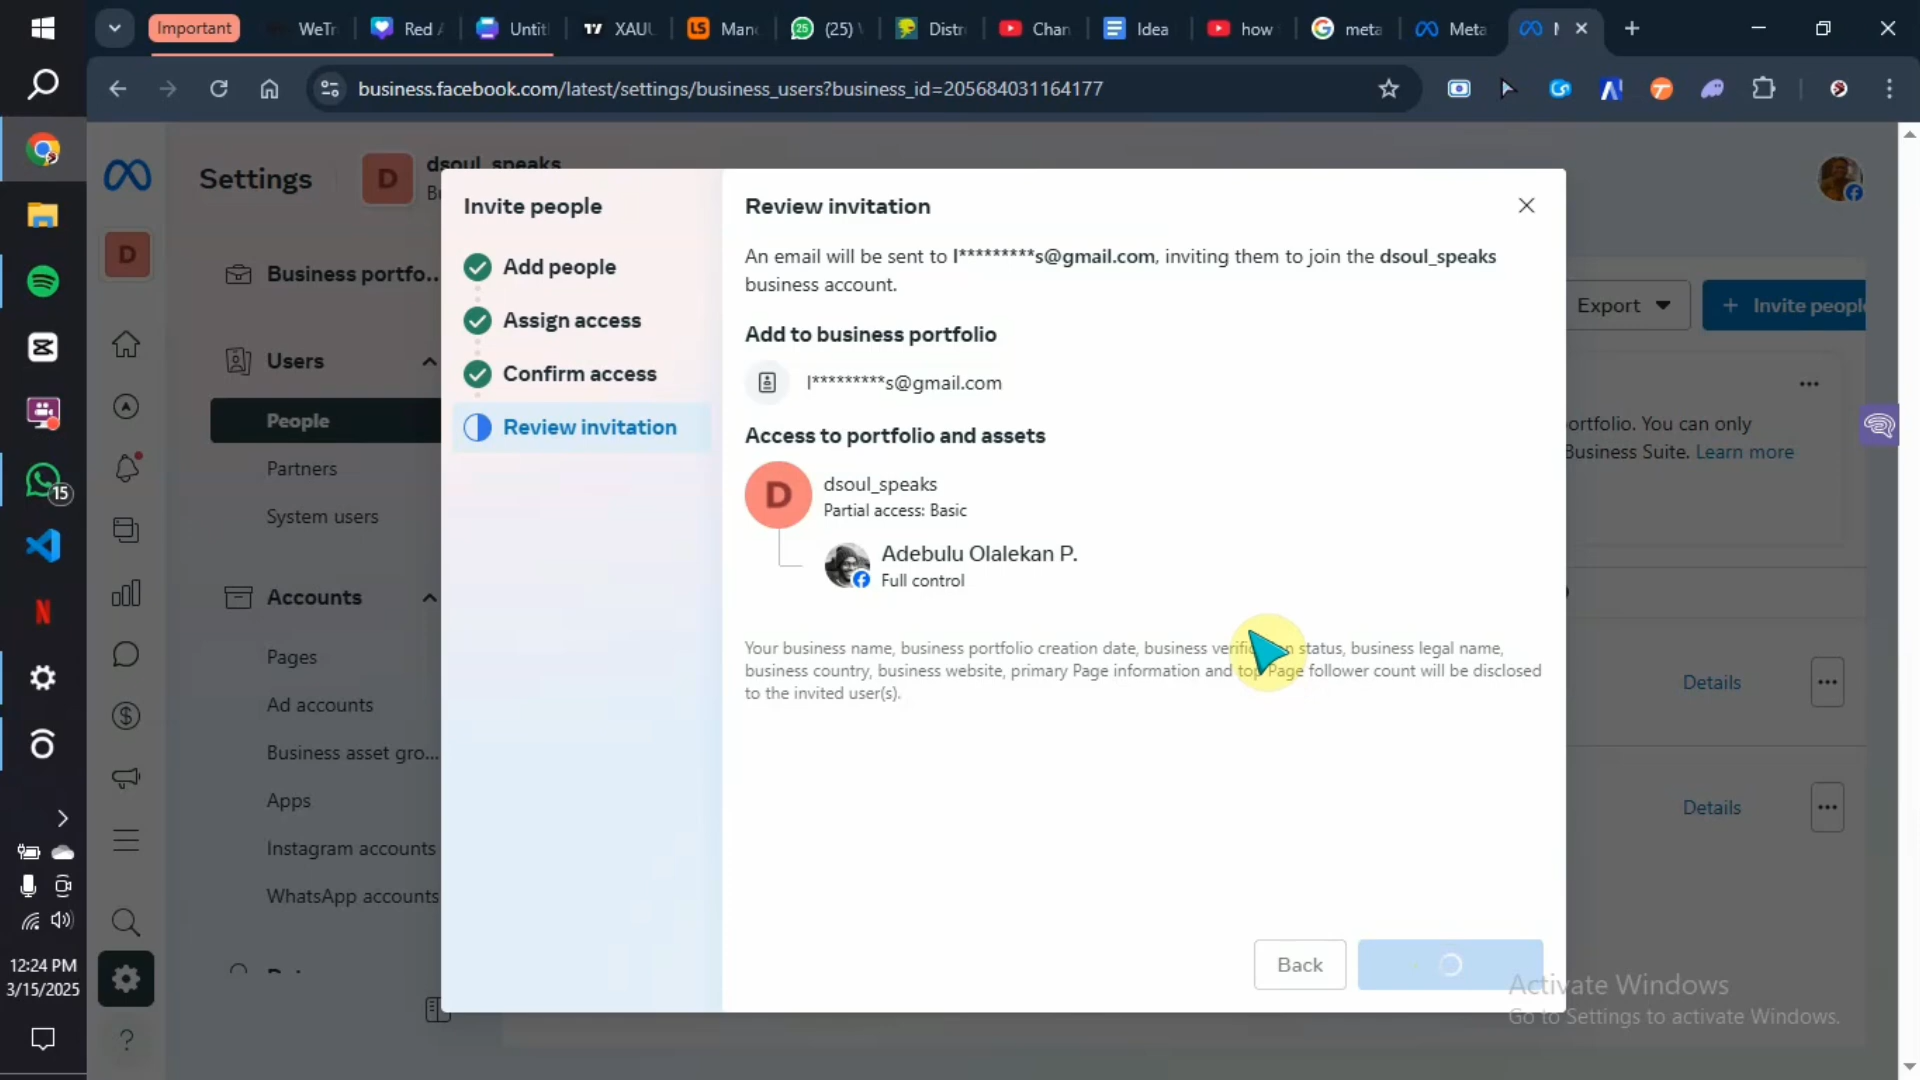 Important
WeTr
Red A
Untit
XAUU
Man
(25) 
Distr
Chan
Idea
how
meta
Meta
business.facebook.com/latest/settings/business_users?business_id=205684031164177
Settings
D
dsoul_speaks
D
Business portfo...
Users
People
Partners
System users
Accounts
Pages
Ad accounts
Business asset gro...
Apps
Instagram accounts
WhatsApp accounts
Invite people
Add people
Assign access
Confirm access
Review invitation
Review invitation
An email will be sent to l*********s@gmail.com, inviting them to join the dsoul_speaks
business account.
Add to business portfolio
l*********s@gmail.com
Access to portfolio and assets
D
dsoul_speaks
Partial access: Basic
Adebulu Olalekan P.
Full control
Your business name, business portfolio creation date, business verification status, business legal name,
business country, business website, primary Page information and top Page follower count will be disclosed
to the invited user(s).
Back
Export
+ Invite people
ortfolio. You can only
Business Suite. Learn more
Details
Details
Activate Windows
Go to Settings to activate Windows.
15
12:24 PM
3/15/2025